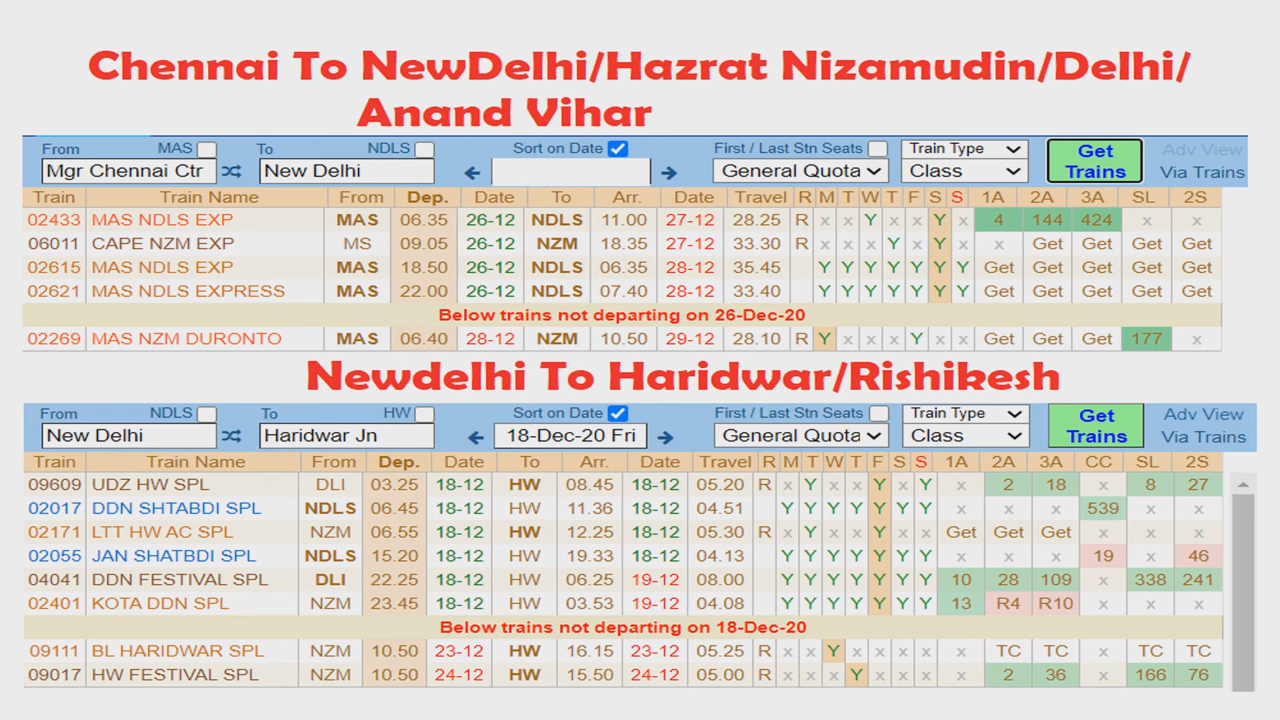 Chennai To NewDelhi/Hazrat Nizamudin/Delhi/
Anand Vihar
From MAS To NDLS Sort on Date First / Last Stn Seats Train Type Get Trains Adv View
Mgr Chennai Ctr New Delhi General Quota Class Via Trains
Train Train Name From Dep. Date To Arr. Date Travel R M T W T F S S 1A 2A 3A SL 2S
02433 MAS NDLS EXP MAS 06.35 26-12 NDLS 11.00 27-12 28.25 R x x Y x x Y x 4 144 424 x x
06011 CAPE NZM EXP MS 09.05 26-12 NZM 18.35 27-12 33.30 R x x x Y x Y x x Get Get Get Get
02615 MAS NDLS EXP MAS 18.50 26-12 NDLS 06.35 28-12 35.45 Y Y Y Y Y Y Y Get Get Get Get Get
02621 MAS NDLS EXPRESS MAS 22.00 26-12 NDLS 07.40 28-12 33.40 Y Y Y Y Y Y Y Get Get Get Get Get
Below trains not departing on 26-Dec-20
02269 MAS NZM DURONTO MAS 06.40 28-12 NZM 10.50 29-12 28.10 R Y x x x Y x x Get Get Get 177 x
Newdelhi To Haridwar/Rishikesh
From NDLS To HW Sort on Date First / Last Stn Seats Train Type Get Trains Adv View
New Delhi Haridwar Jn 18-Dec-20 Fri General Quota Class Via Trains
Train Train Name From Dep. Date To Arr. Date Travel R M T W T F S S 1A 2A 3A CC SL 2S
09609 UDZ HW SPL DLI 03.25 18-12 HW 08.45 18-12 05.20 R x Y x x Y x Y x 2 18 x 8 27
02017 DDN SHTABDI SPL NDLS 06.45 18-12 HW 11.36 18-12 04.51 Y Y Y Y Y Y Y x x x 539 x x
02171 LTT HW AC SPL NZM 06.55 18-12 HW 12.25 18-12 05.30 R x Y x x Y x x Get Get Get x x x
02055 JAN SHATBDI SPL NDLS 15.20 18-12 HW 19.33 18-12 04.13 Y Y Y Y Y Y Y x x x 19 x 46
04041 DDN FESTIVAL SPL DLI 22.25 18-12 HW 06.25 19-12 08.00 Y Y Y Y Y Y Y 10 28 109 x 338 241
02401 KOTA DDN SPL NZM 23.45 18-12 HW 03.53 19-12 04.08 Y Y Y Y Y Y Y 13 R4 R10 x x x
Below trains not departing on 18-Dec-20
09111 BL HARIDWAR SPL NZM 10.50 23-12 HW 16.15 23-12 05.25 R x x Y x x x x x TC TC x TC TC
09017 HW FESTIVAL SPL NZM 10.50 24-12 HW 15.50 24-12 05.00 R x x x Y x x x x 2 36 x 166 76